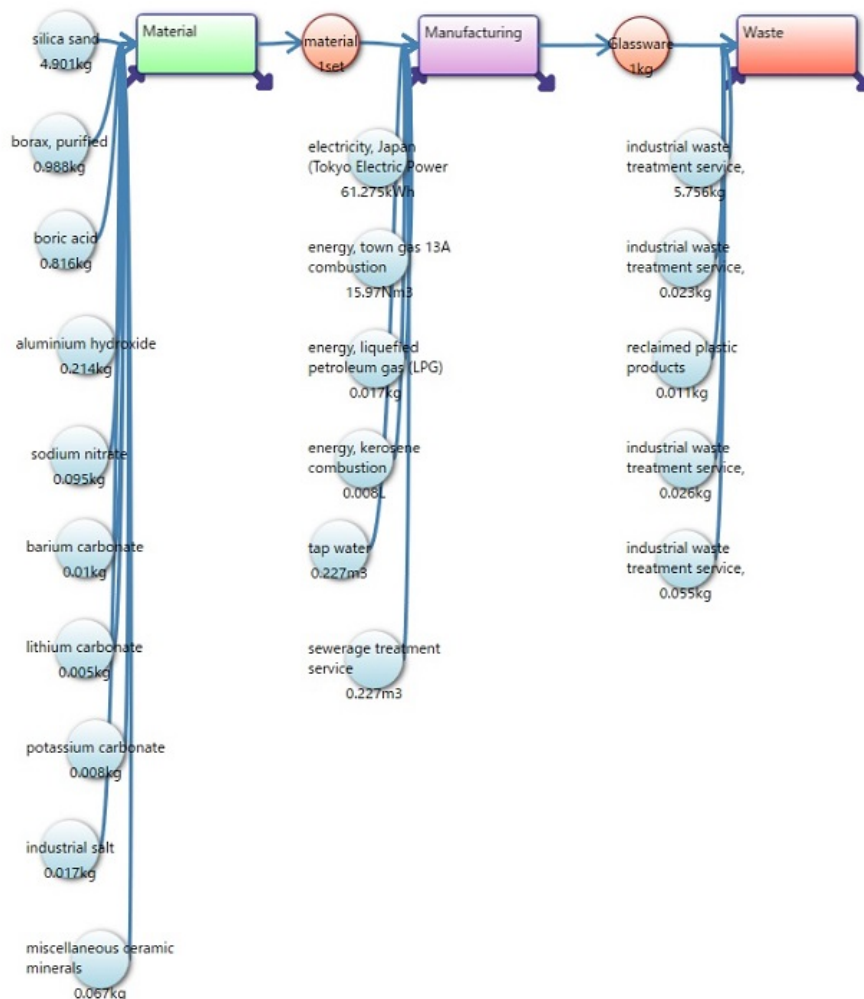 silica sand
4.901kg
Material
material
1set
Manufacturing
Glassware
1kg
Waste
borax, purified
0.988kg
boric acid
0.816kg
aluminium hydroxide
0.214kg
sodium nitrate
0.095kg
barium carbonate
0.01kg
lithium carbonate
0.005kg
potassium carbonate
0.008kg
industrial salt
0.017kg
miscellaneous ceramic
minerals
0.067kg
electricity, Japan
(Tokyo Electric Power
61.275kWh
energy, town gas 13A
combustion
15.97Nm3
energy, liquefied
petroleum gas (LPG)
0.017kg
energy, kerosene
combustion
0.008L
tap water
0.227m3
sewerage treatment
service
0.227m3
industrial waste
treatment service,
5.756kg
industrial waste
treatment service,
0.023kg
reclaimed plastic
products
0.011kg
industrial waste
treatment service,
0.026kg
industrial waste
treatment service,
0.055kg